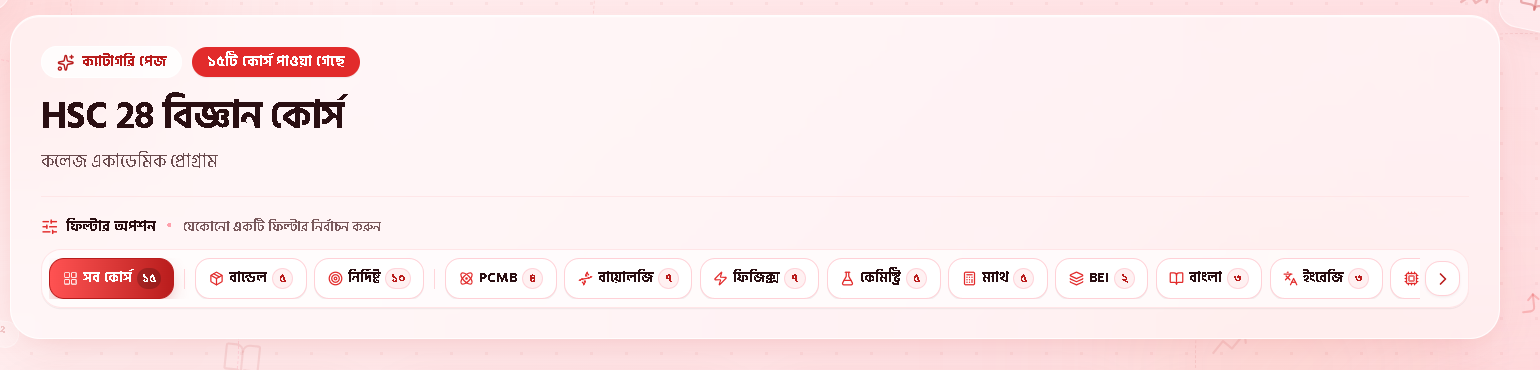 ক্যাটাগরি পেজ ১৫টি কোর্স পাওয়া গেছে
HSC 28 বিজ্ঞান কোর্স
কলেজ একাডেমিক প্রোগ্রাম
ফিল্টার অপশন • যেকোনো একটি ফিল্টার নির্বাচন করুন
সব কোর্স ১৫ বান্ডেল ৫ নির্দিষ্ট ১০ PCMB ৪ বায়োলজি ৭ ফিজিক্স ৭ কেমিস্ট্রি ৫ ম্যাথ ৫ BEI ২ বাংলা ৩ ইংরেজি ৩